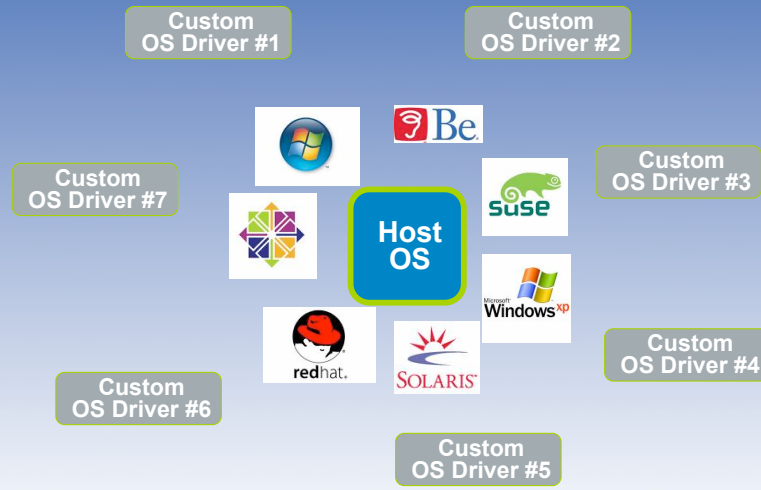 Custom
OS Driver #1
Custom
OS Driver #2
Be
Custom
OS Driver #3
Custom
OS Driver #7
SUSE
Host
OS
Microsoft
Windows xp
redhat.
SOLARIS
Custom
OS Driver #4
Custom
OS Driver #6
Custom
OS Driver #5